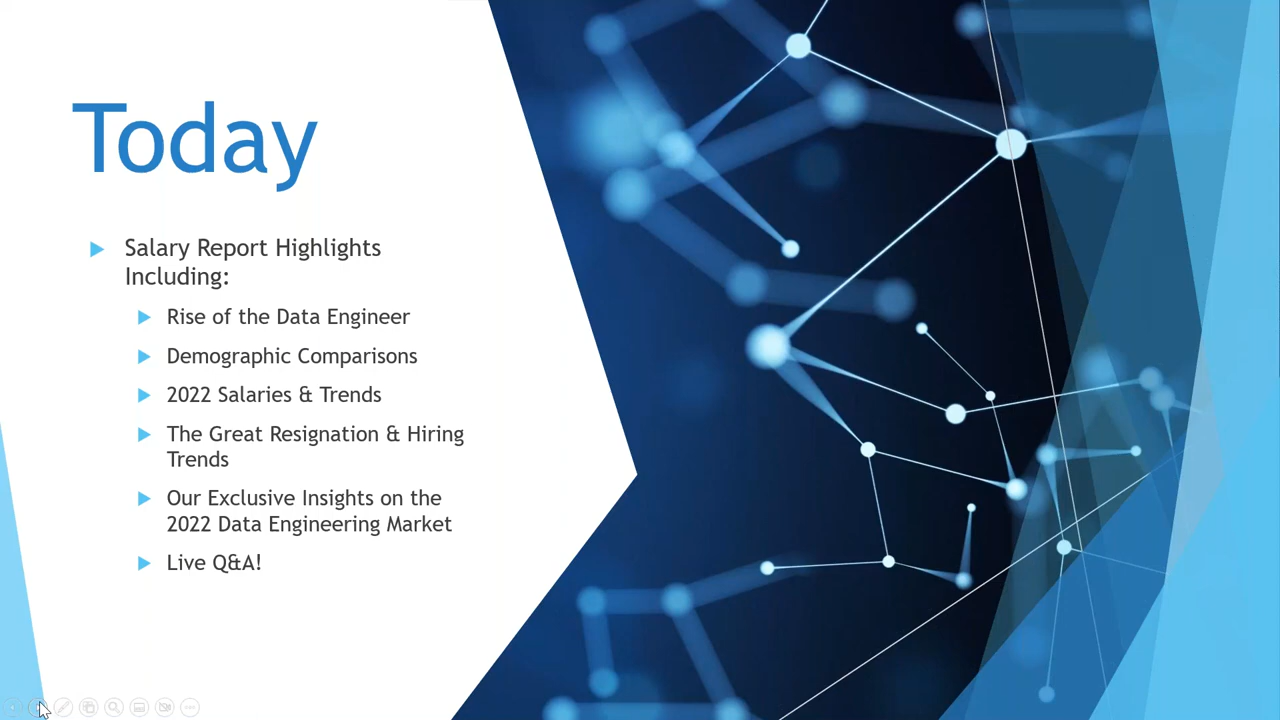 Today
Salary Report Highlights
Including:
Rise of the Data Engineer
Demographic Comparisons
2022 Salaries & Trends
The Great Resignation & Hiring
Trends
Our Exclusive Insights on the
2022 Data Engineering Market
Live Q&A!